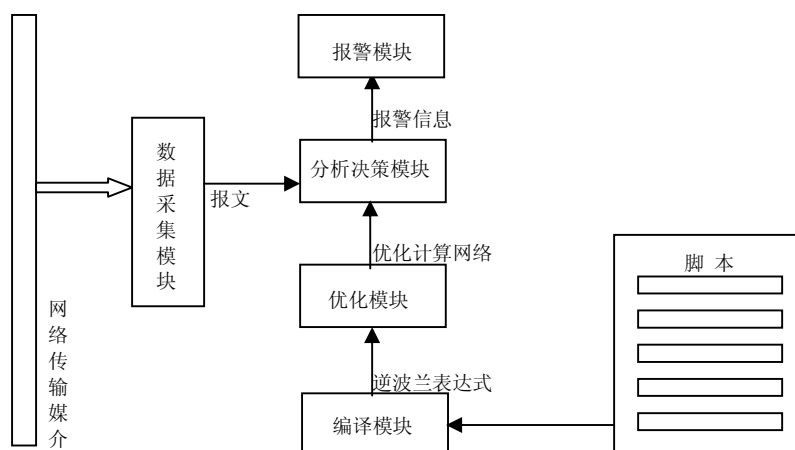 报警模块
报警信息
数据采集模块
分析决策模块
报文
优化计算网络
脚 本
优化模块
网络传输媒介
逆波兰表达式
编译模块